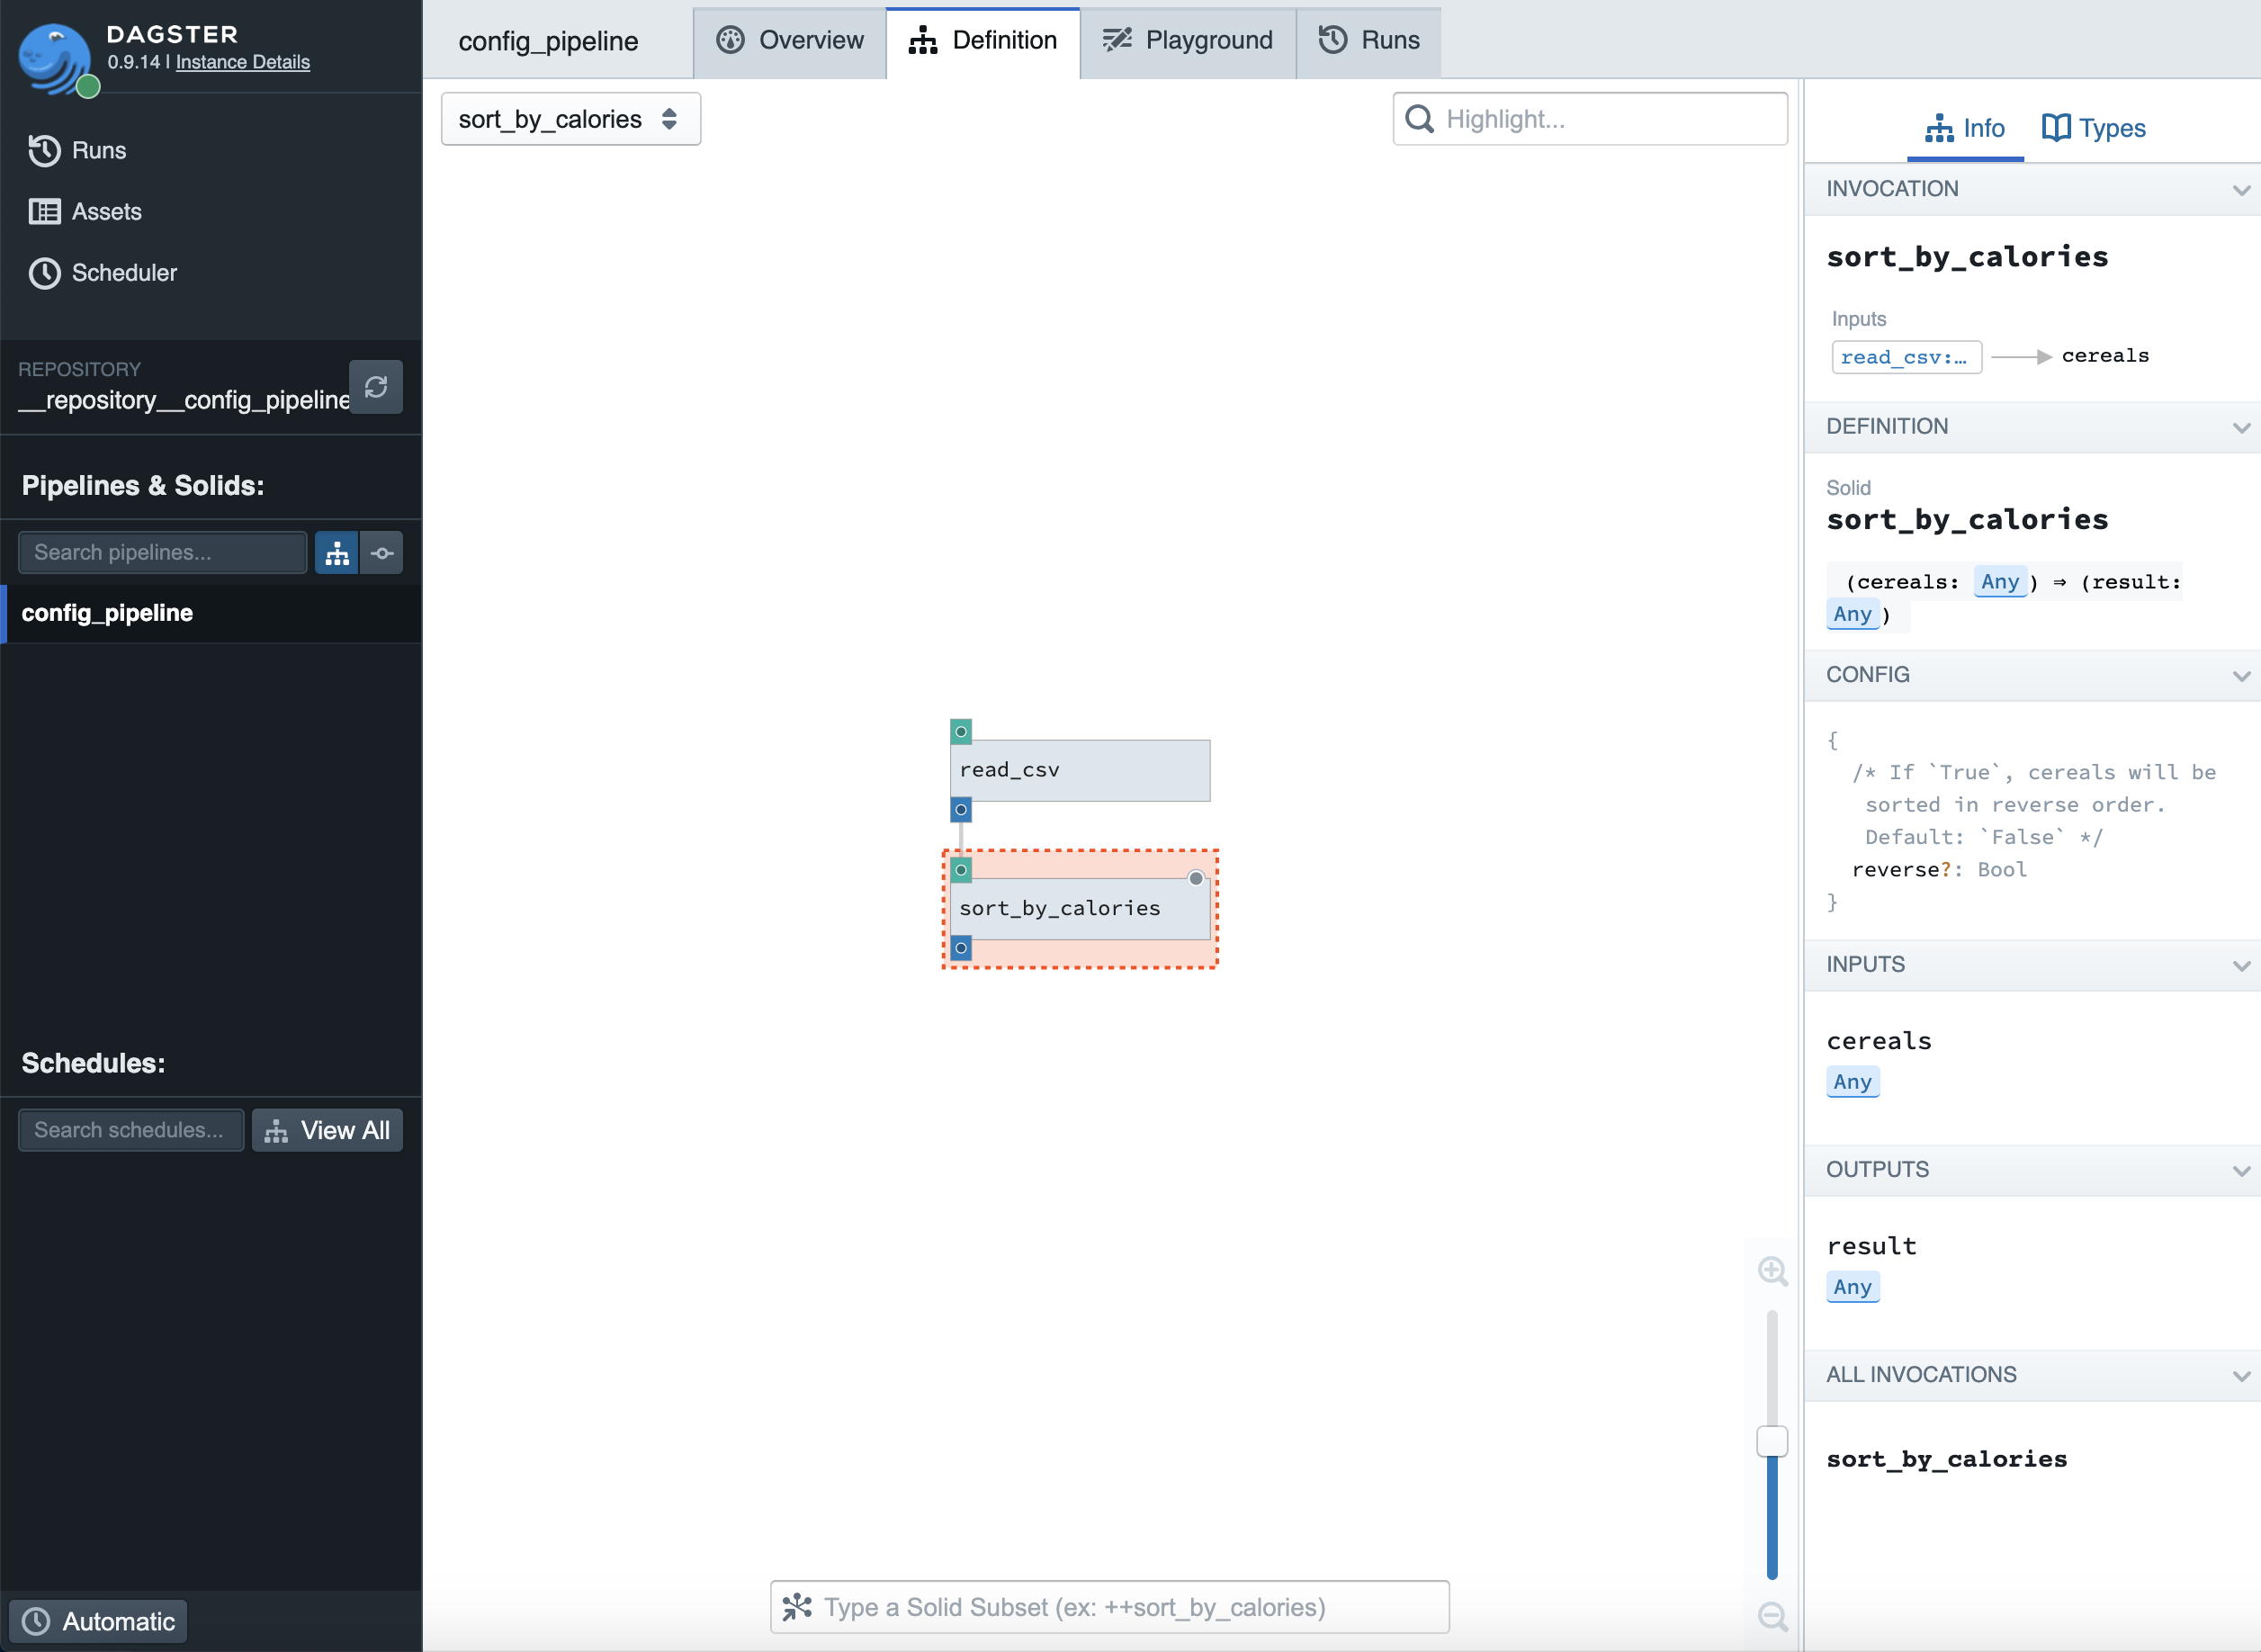 DAGSTER
0.9.14 | Instance Details
Runs
Assets
Scheduler
REPOSITORY
__repository__config_pipeline
Pipelines & Solids:
Search pipelines...
config_pipeline
Schedules:
Search schedules...
View All
Automatic
config_pipeline
Overview
Definition
Playground
Runs
sort_by_calories
Highlight...
read_csv
sort_by_calories
Type a Solid Subset (ex: ++sort_by_calories)
Info
Types
INVOCATION
sort_by_calories
Inputs
read_csv:… cereals
DEFINITION
Solid
sort_by_calories
(cereals: Any) ⇒ (result:
Any)
CONFIG
{
/* If `True`, cereals will be
sorted in reverse order.
Default: `False` */
reverse?: Bool
}
INPUTS
cereals
Any
OUTPUTS
result
Any
ALL INVOCATIONS
sort_by_calories